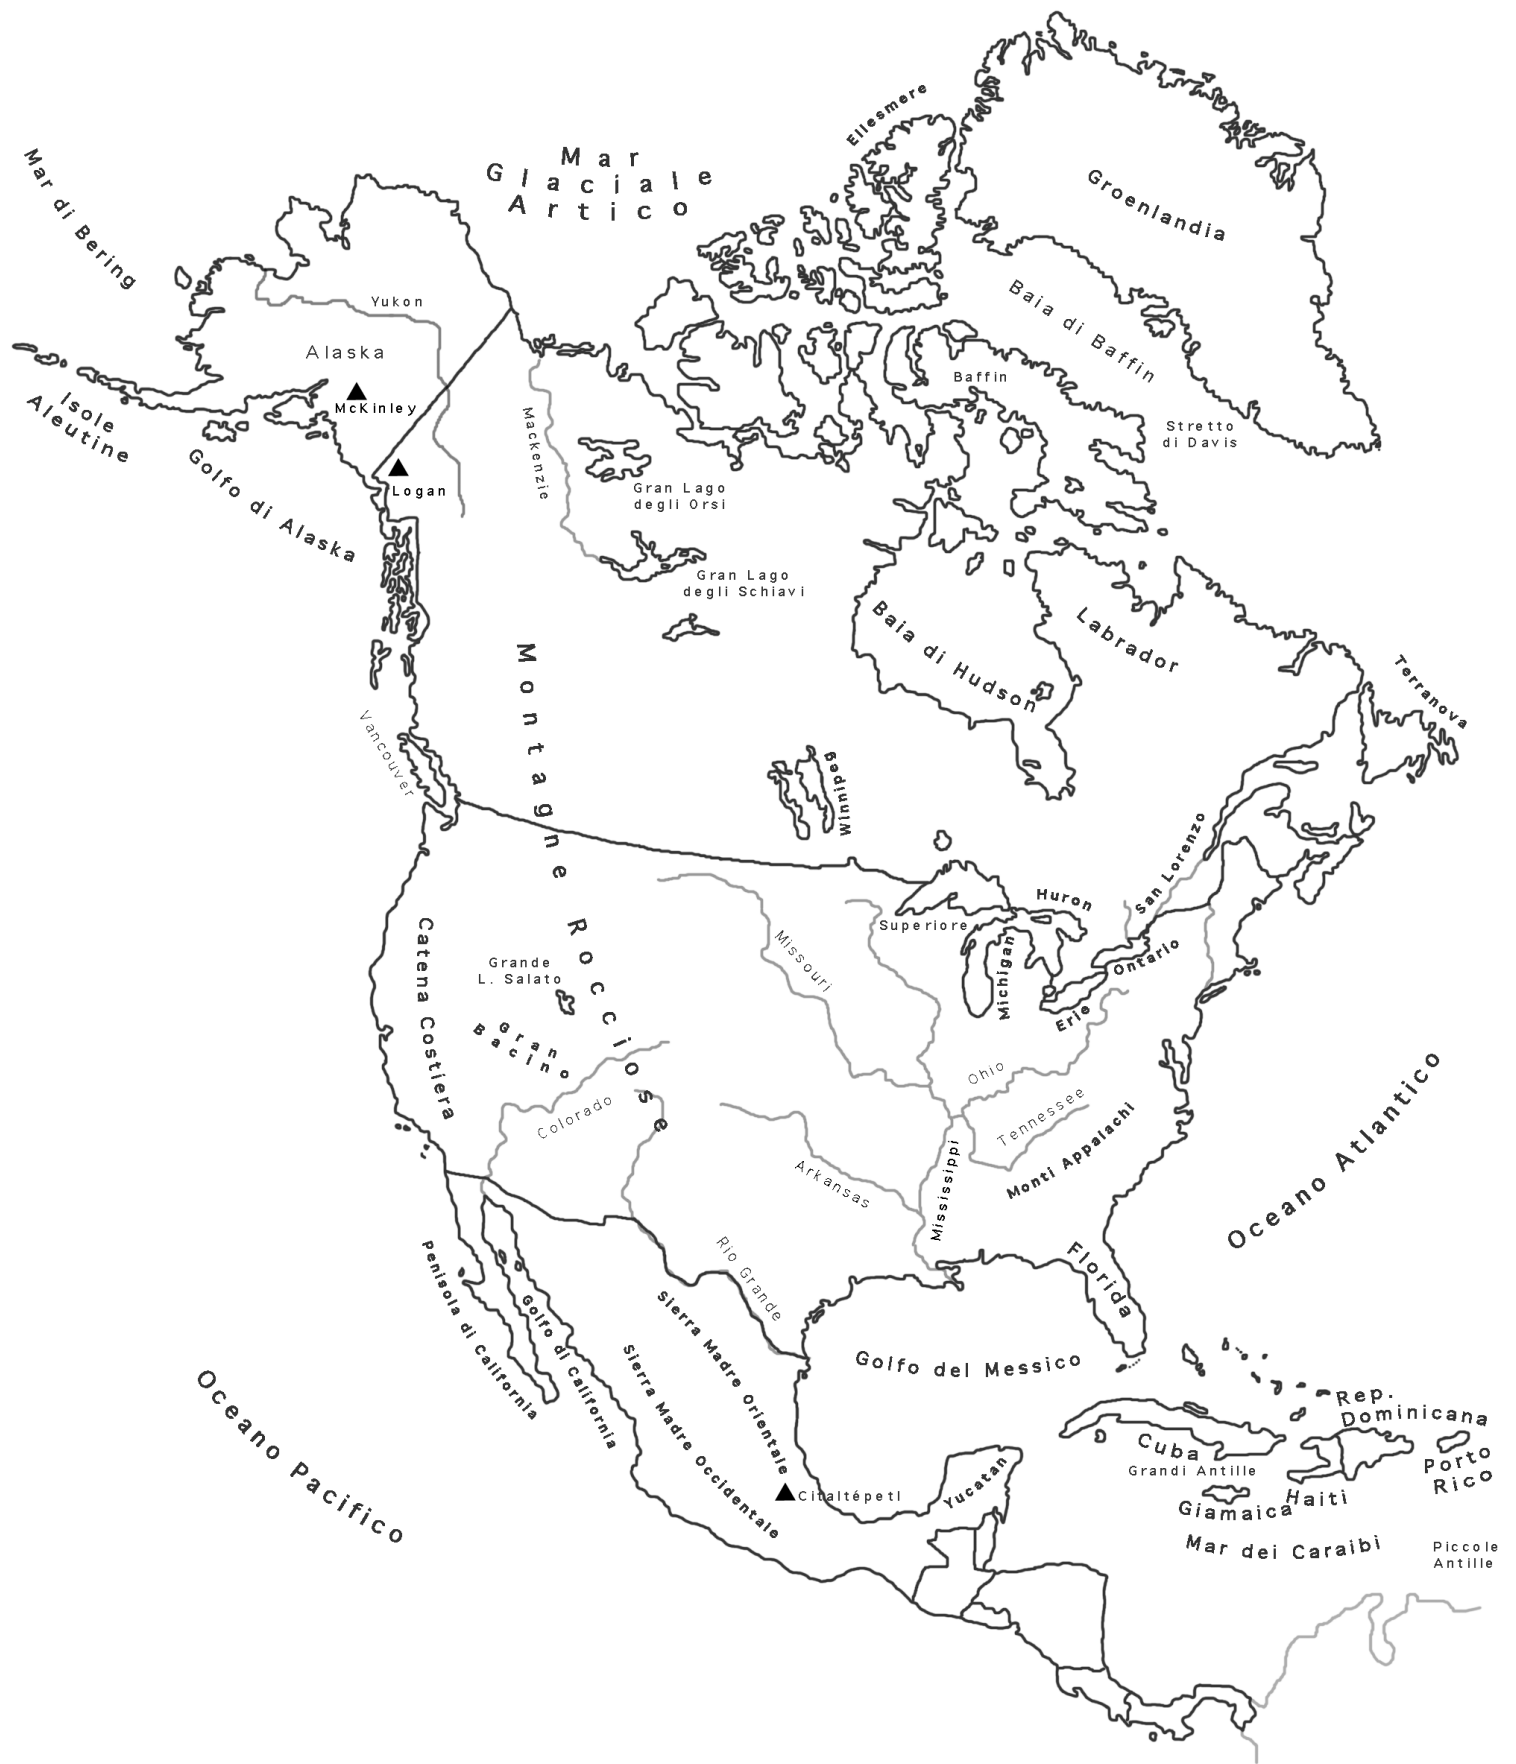 Ellesmere
Mar
Glaciale
Artico
Mar di Bering
Groenlandia
Yukon
Baia di Baffin
Alaska
Baffin
McKinley
Isole
Aleutine
Mackenzie
Stretto
di Davis
Golfo di Alaska
Logan
Gran Lago
degli Orsi
Gran Lago
degli Schiavi
Baia di Hudson
Labrador
Terranova
Montagne Rocciose
Vancouver
Winnipeg
San Lorenzo
Huron
Superiore
Michigan
Ontario
Erie
Missouri
Catena Costiera
Grande
L. Salato
Gran
Bacino
Colorado
Ohio
Tennessee
Monti Appalachi
Mississippi
Arkansas
Oceano Atlantico
Rio Grande
Florida
Penisola di California
Golfo di California
Sierra Madre Orientale
Sierra Madre Occidentale
Golfo del Messico
Oceano Pacifico
Rep.
Dominicana
Cuba
Grandi Antille
Porto
Rico
Yucatan
Citaltépetl
Giamaica
Haiti
Mar dei Caraibi
Piccole
Antille